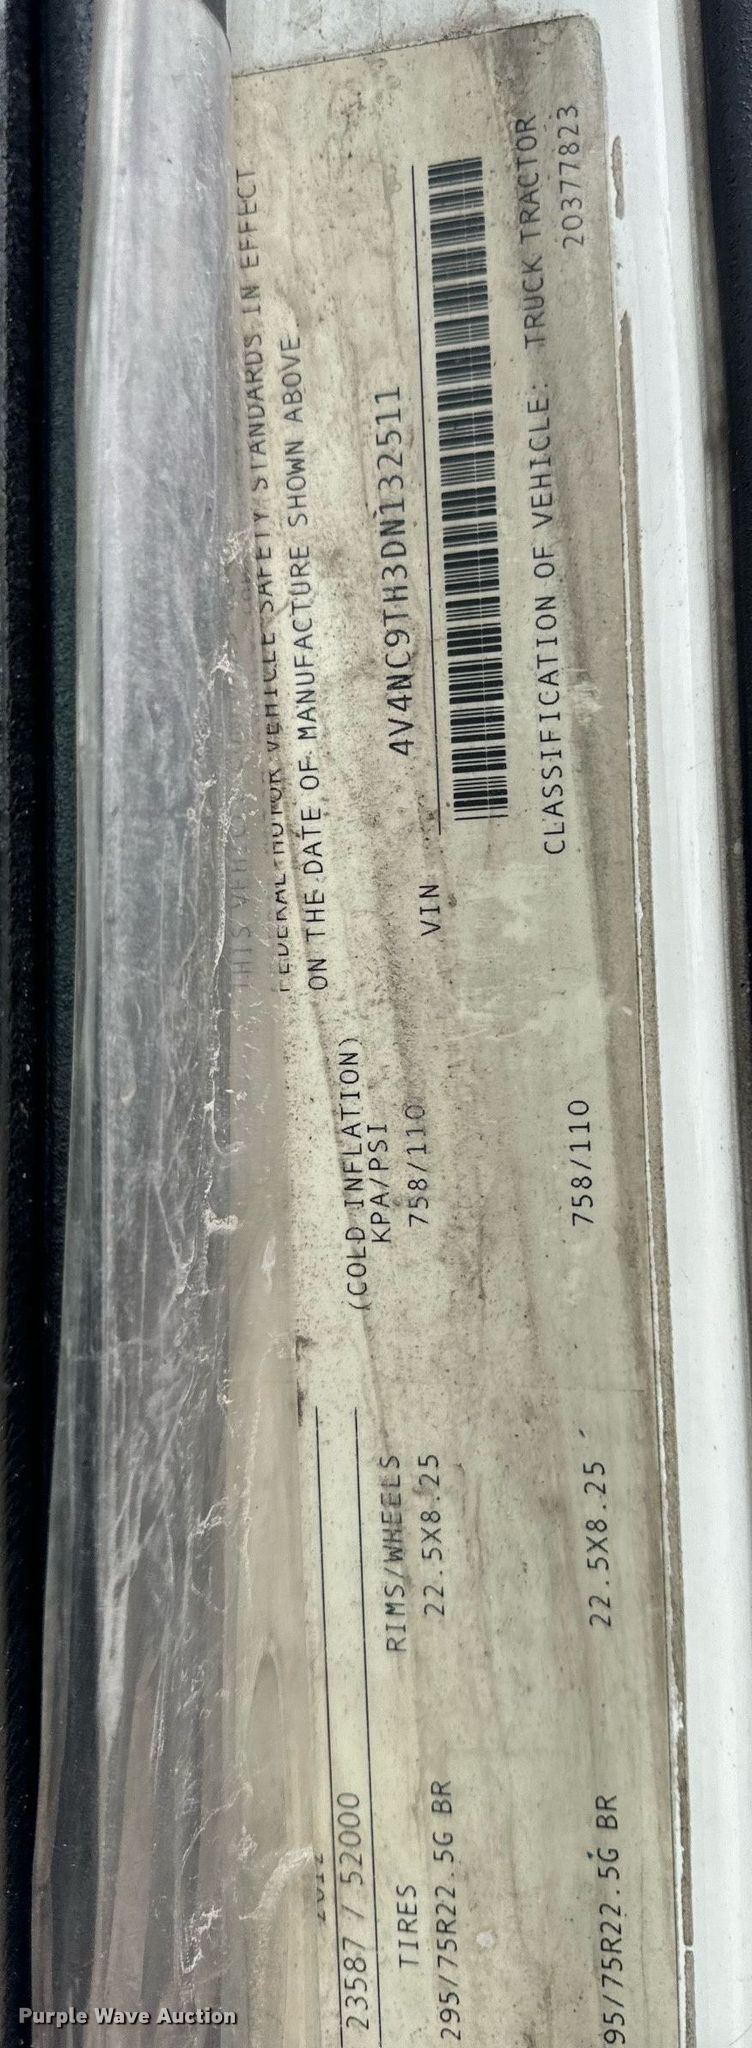 FEDERAL MOTOR VEHICLE SAFETY STANDARDS IN EFFECT
ON THE DATE OF MANUFACTURE SHOWN ABOVE
2012
23587 / 52000
(COLD INFLATION)
TIRES RIMS/WHEELS KPA/PSI
295/75R22.5G BR 22.5X8.25 758/110
VIN 4V4NC9TH3DN132511
95/75R22.5G BR 22.5X8.25 758/110
CLASSIFICATION OF VEHICLE: TRUCK TRACTOR
20377823
Purple Wave Auction